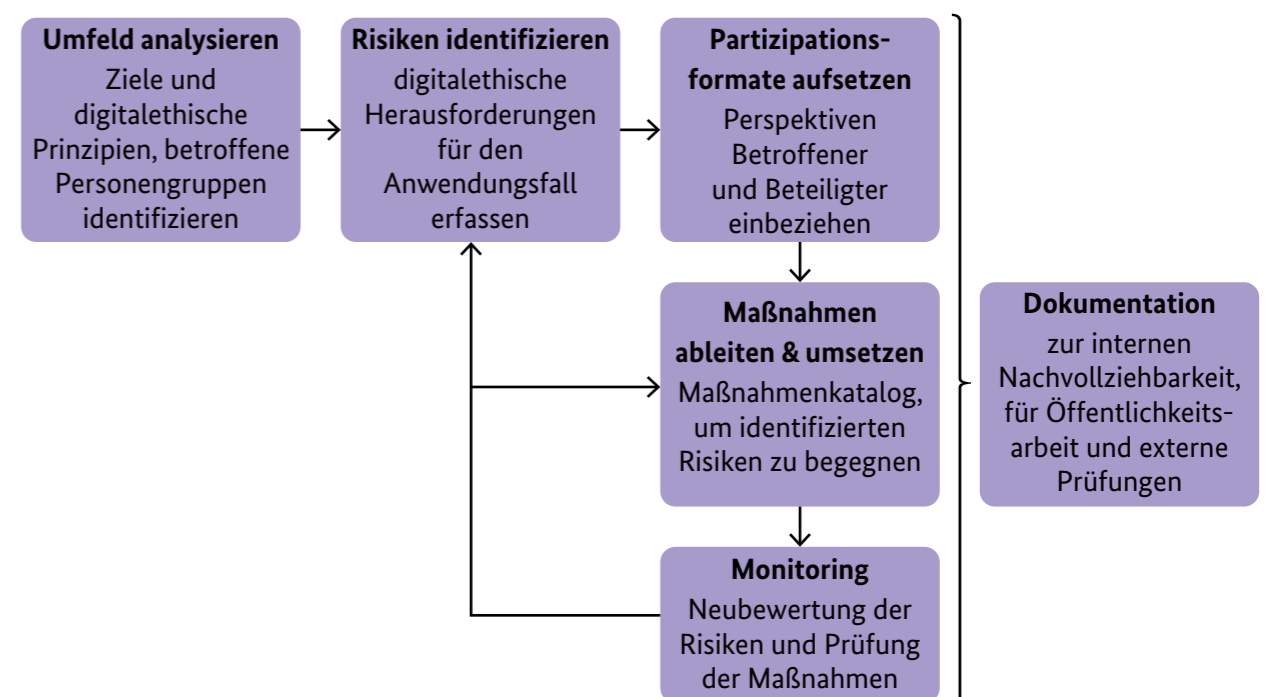 Umfeld analysieren
Ziele und
digitalethische
Prinzipien, betroffene
Personengruppen
identifizieren
Risiken identifizieren
digitalethische
Herausforderungen
für den
Anwendungsfall
erfassen
Partizipations-
formate aufsetzen
Perspektiven
Betroffener
und Beteiligter
einbeziehen
Maßnahmen
ableiten & umsetzen
Maßnahmenkatalog,
um identifizierten
Risiken zu begegnen
Monitoring
Neubewertung der
Risiken und Prüfung
der Maßnahmen
Dokumentation
zur internen
Nachvollziehbarkeit,
für Öffentlichkeits-
arbeit und externe
Prüfungen